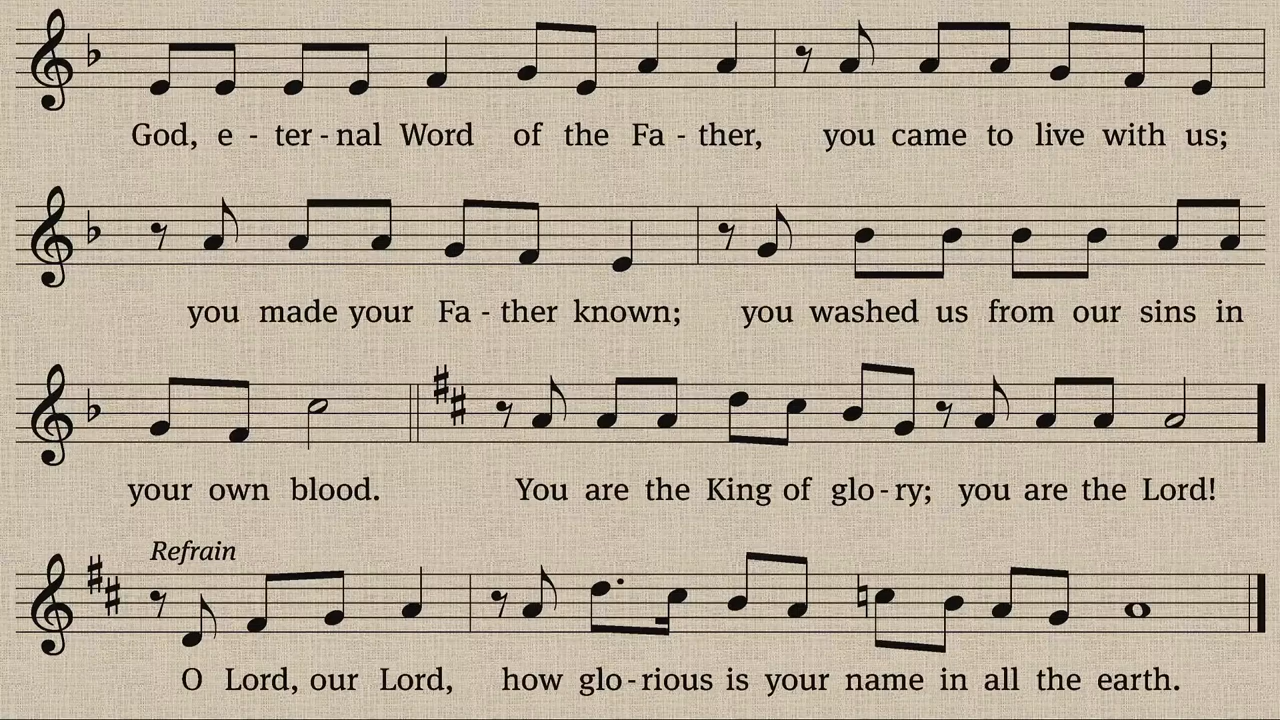 God, e - ter - nal Word of the Fa - ther, you came to live with us;
you made your Fa - ther known; you washed us from our sins in
your own blood. You are the King of glo - ry; you are the Lord!
Refrain
O Lord, our Lord, how glo - rious is your name in all the earth.